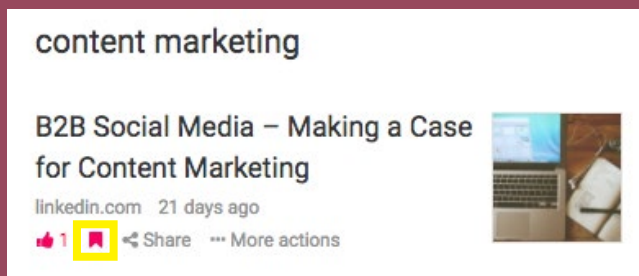 content marketing
B2B Social Media – Making a Case
for Content Marketing
linkedin.com 21 days ago
1 Share ··· More actions